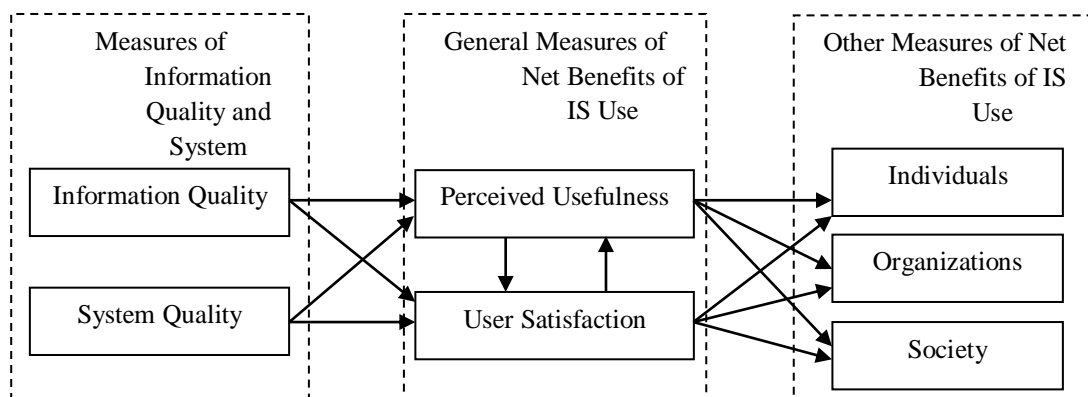 Measures of
Information
Quality and
System
Information Quality
System Quality
General Measures of
Net Benefits of
IS Use
Perceived Usefulness
User Satisfaction
Other Measures of Net
Benefits of IS
Use
Individuals
Organizations
Society